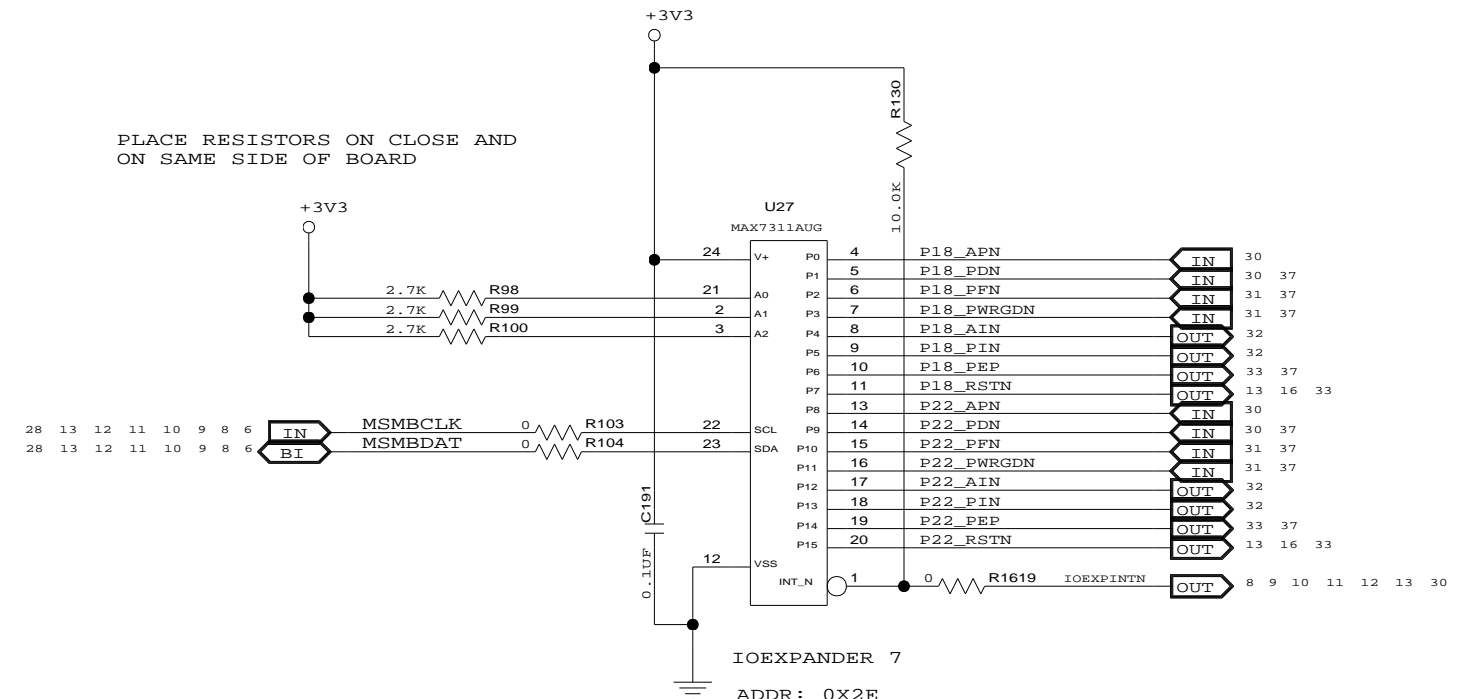 +3V3
PLACE RESISTORS ON CLOSE AND
ON SAME SIDE OF BOARD
+3V3
R130
10.0K
U27
MAX7311AUG
24 V+ P0 4 P18_APN IN 30
P1 5 P18_PDN IN 30 37
2.7K R98 21 A0 P2 6 P18_PFN IN 31 37
2.7K R99 2 A1 P3 7 P18_PWRGDN IN 31 37
2.7K R100 3 A2 P4 8 P18_AIN OUT 32
P5 9 P18_PIN OUT 32
P6 10 P18_PEP OUT 33 37
P7 11 P18_RSTN OUT 13 16 33
P8 13 P22_APN IN 30
28 13 12 11 10 9 8 6 IN MSMBCLK 0 R103 22 SCL P9 14 P22_PDN IN 30 37
28 13 12 11 10 9 8 6 BI MSMBDAT 0 R104 23 SDA P10 15 P22_PFN IN 31 37
P11 16 P22_PWRGDN IN 31 37
P12 17 P22_AIN OUT 32
P13 18 P22_PIN OUT 32
P14 19 P22_PEP OUT 33 37
P15 20 P22_RSTN OUT 13 16 33
C191
0.1UF
12 VSS
INT_N 1 0 R1619 IOEXPINTN OUT 8 9 10 11 12 13 30
IOEXPANDER 7
ADDR: 0X2E